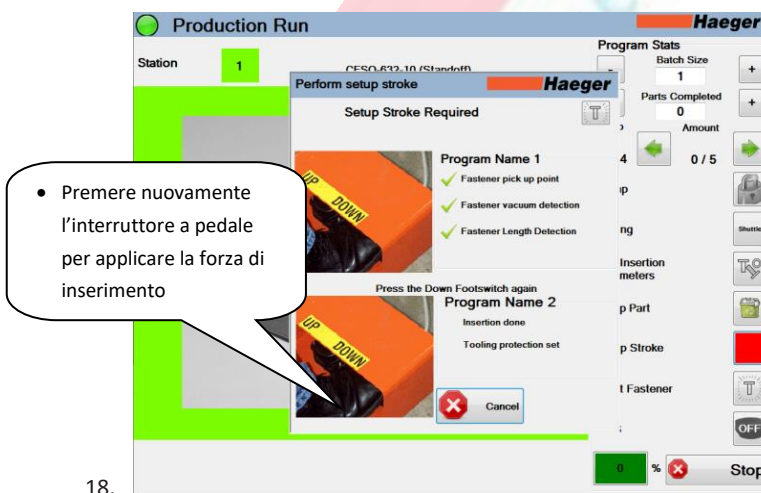 Production Run
Haeger
Station
1
CFSO-632-10 (Standoff)
Program Stats
Batch Size
-
1
+
Parts Completed
0
+
Amount
4
0 / 5
Shuttle
Insertion
p Part
p Stroke
t Fastener
OFF
0
%
Stop
Perform setup stroke
Haeger
Setup Stroke Required
T
UP DOWN
Program Name 1
Fastener pick up point
Fastener vacuum detection
Fastener Length Detection
Press the Down Footswitch again
UP DOWN
Program Name 2
Insertion done
Tooling protection set
Cancel
• Premere nuovamente
l’interruttore a pedale
per applicare la forza di
inserimento
18.